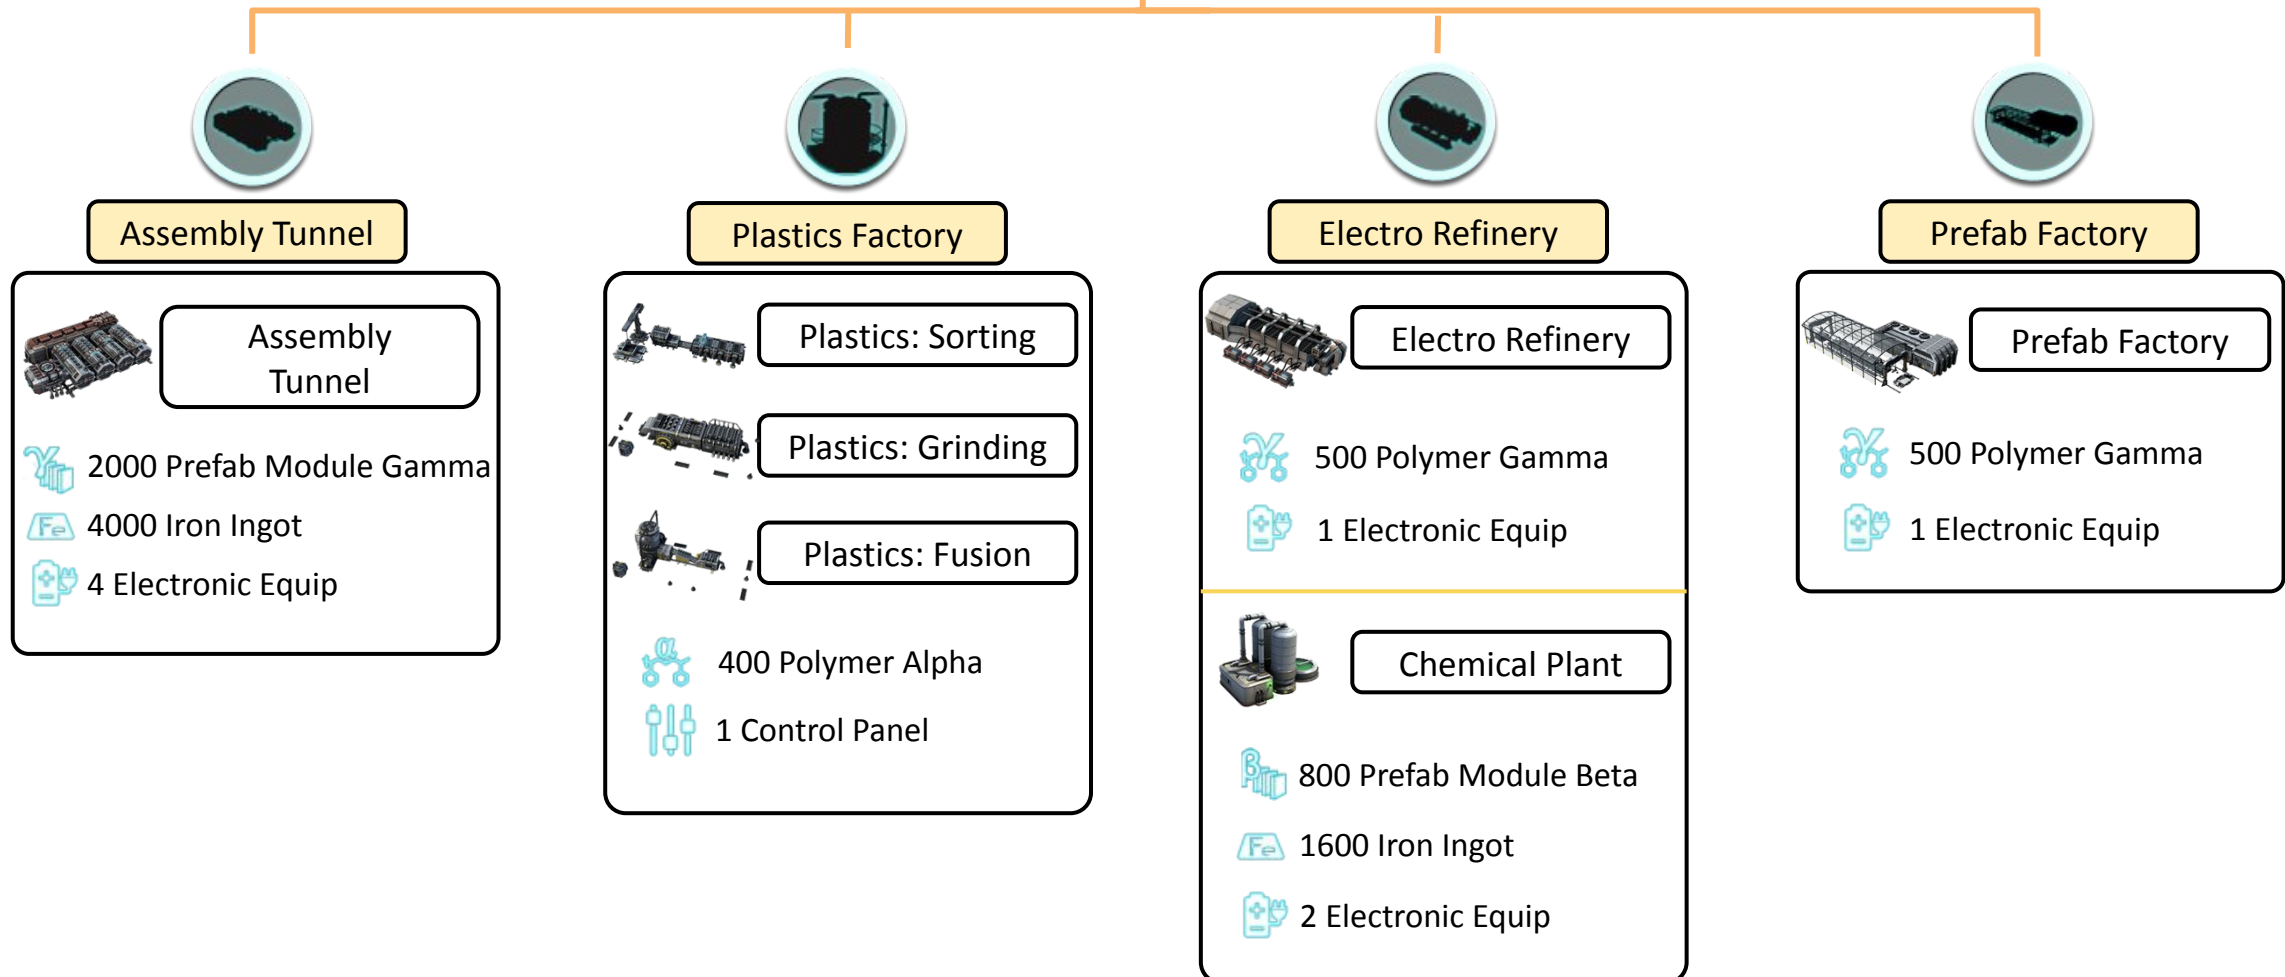 Assembly Tunnel
Assembly
Tunnel
γ
2000 Prefab Module Gamma
Fe
4000 Iron Ingot
4 Electronic Equip
Plastics Factory
Plastics: Sorting
Plastics: Grinding
Plastics: Fusion
α
400 Polymer Alpha
1 Control Panel
Electro Refinery
Electro Refinery
γ
500 Polymer Gamma
1 Electronic Equip
Chemical Plant
β
800 Prefab Module Beta
Fe
1600 Iron Ingot
2 Electronic Equip
Prefab Factory
Prefab Factory
γ
500 Polymer Gamma
1 Electronic Equip